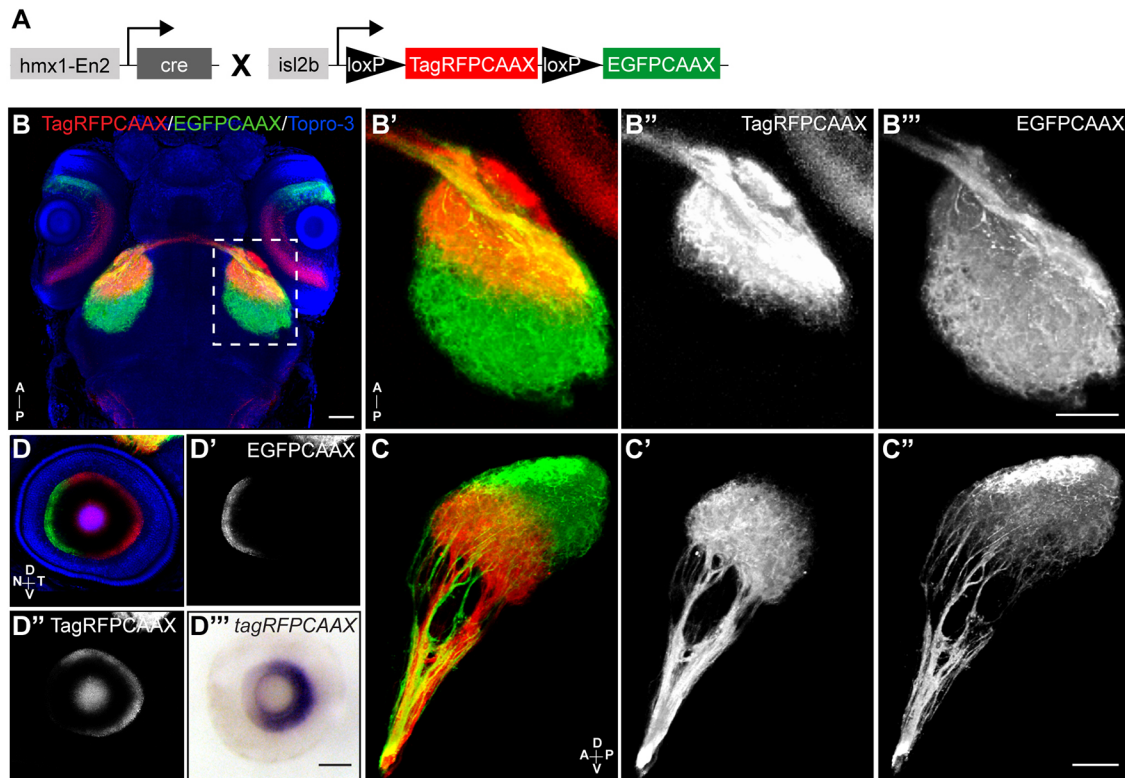 A
hmx1-En2 cre X isl2b loxP TagRFPCAAX loxP EGFPCAAX
B TagRFPCAAX/EGFPCAAX/Topro-3
B' 
B'' TagRFPCAAX
B''' EGFPCAAX
A
P
A
P
D
D' EGFPCAAX
D
N T
V
C
C'
C''
D'' TagRFPCAAX
D''' tagRFPCAAX
D
A P
V